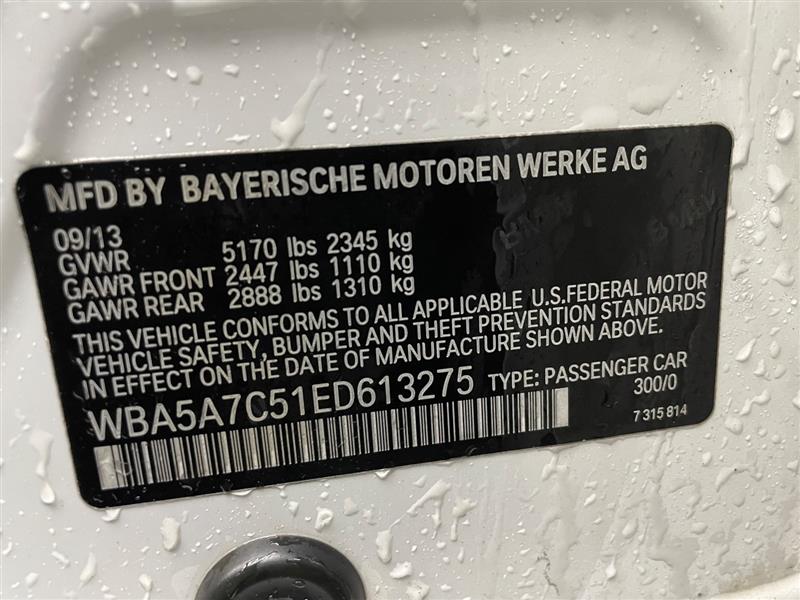 MFD BY BAYERISCHE MOTOREN WERKE AG
09/13
GVWR 5170 lbs 2345 kg
GAWR FRONT 2447 lbs 1110 kg
GAWR REAR 2888 lbs 1310 kg
THIS VEHICLE CONFORMS TO ALL APPLICABLE U.S.FEDERAL MOTOR
VEHICLE SAFETY, BUMPER AND THEFT PREVENTION STANDARDS
IN EFFECT ON THE DATE OF MANUFACTURE SHOWN ABOVE.
WBA5A7C51ED613275 TYPE: PASSENGER CAR
300/0
7 315 814